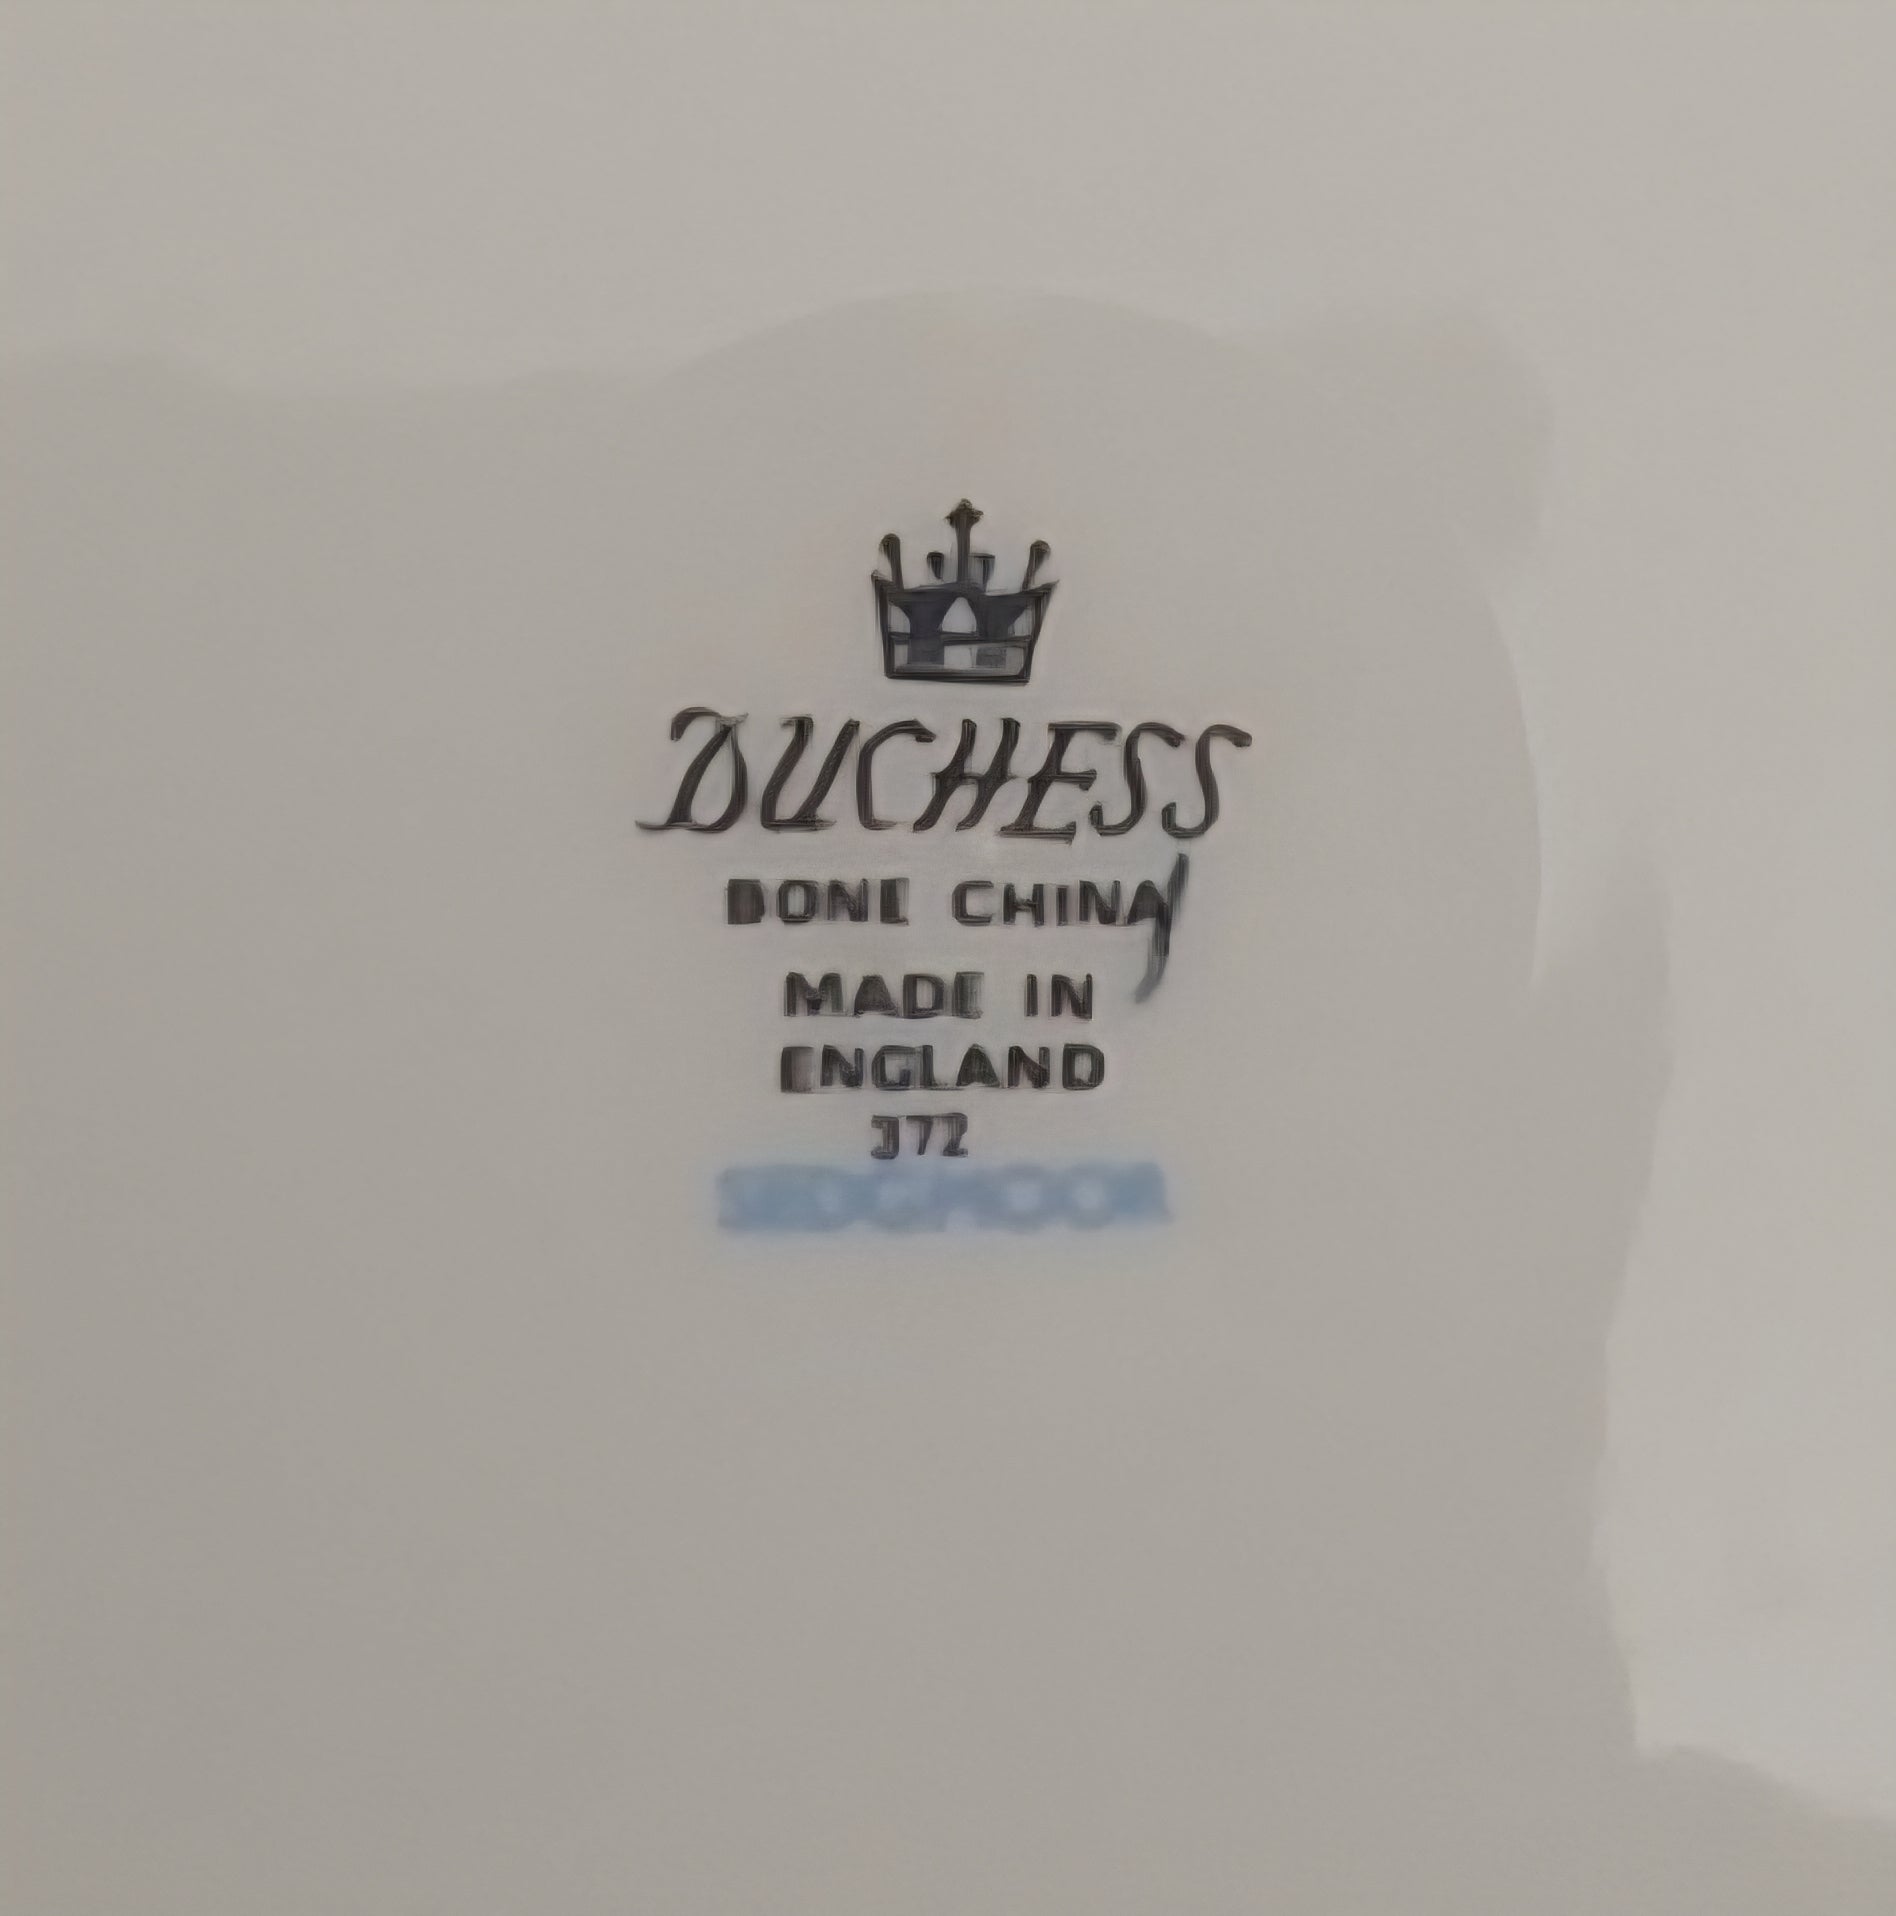 DUCHESS
BONE CHINA
MADE IN
ENGLAND
372